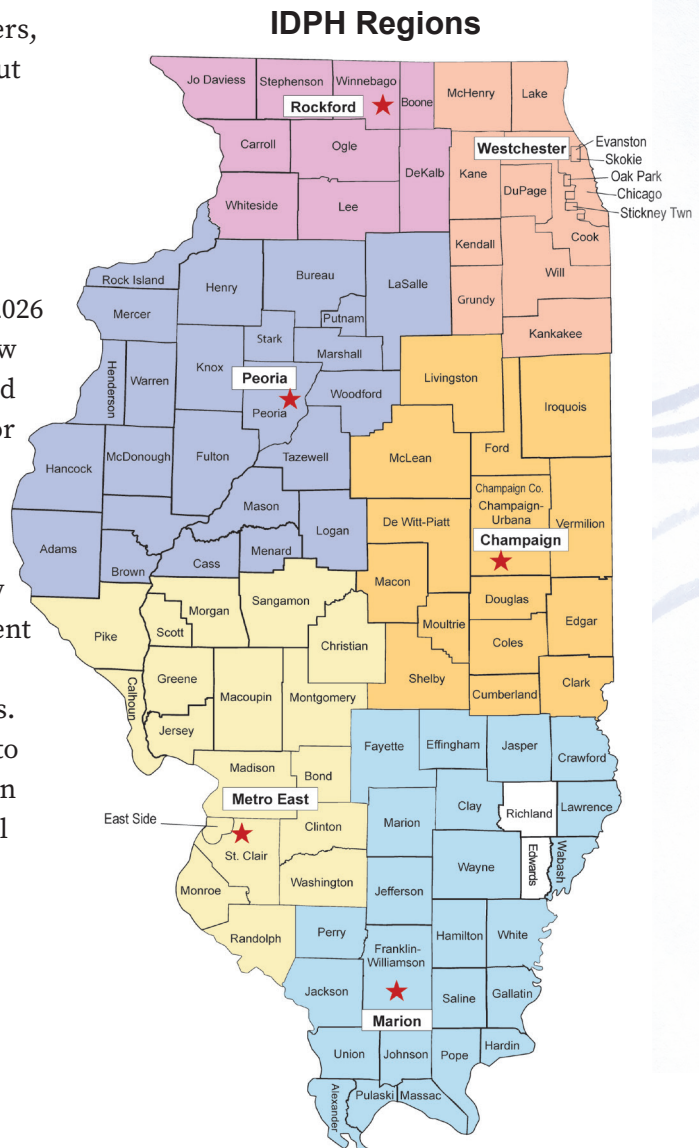 IDPH Regions
ers,
ut
2026
w
d
or
y
ent
s.
to
n
l
Jo Daviess
Stephenson
Winnebago
Boone
McHenry
Lake
Rockford
Carroll
Ogle
DeKalb
Whiteside
Lee
Westchester
Evanston
Skokie
Oak Park
Chicago
Stickney Twn
Kane
DuPage
Cook
Kendall
Will
Grundy
Kankakee
Rock Island
Henry
Bureau
LaSalle
Mercer
Putnam
Stark
Marshall
Henderson
Warren
Knox
Peoria
Peoria
Woodford
Hancock
McDonough
Fulton
Tazewell
Mason
Logan
Adams
Brown
Cass
Menard
Livingston
Iroquois
McLean
Ford
Champaign Co.
Champaign-
Urbana
Vermilion
De Witt-Piatt
Champaign
Macon
Douglas
Moultrie
Coles
Edgar
Shelby
Cumberland
Clark
Pike
Scott
Morgan
Sangamon
Christian
Calhoun
Greene
Macoupin
Montgomery
Jersey
Madison
Bond
Metro East
East Side
St. Clair
Clinton
Washington
Monroe
Randolph
Fayette
Effingham
Jasper
Crawford
Marion
Clay
Richland
Lawrence
Wayne
Edwards
Wabash
Jefferson
Perry
Franklin-
Williamson
Hamilton
White
Jackson
Saline
Gallatin
Marion
Union
Johnson
Pope
Hardin
Alexander
Pulaski
Massac